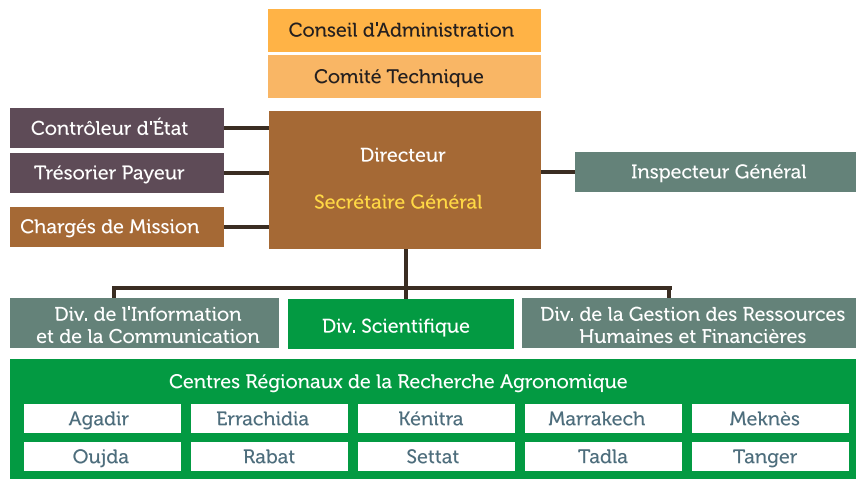 Conseil d'Administration
Comité Technique
Contrôleur d'État
Trésorier Payeur
Chargés de Mission
Directeur
Secrétaire Général
Inspecteur Général
Div. de l'Information
et de la Communication
Div. Scientifique
Div. de la Gestion des Ressources
Humaines et Financières
Centres Régionaux de la Recherche Agronomique
Agadir
Errachidia
Kénitra
Marrakech
Meknès
Oujda
Rabat
Settat
Tadla
Tanger